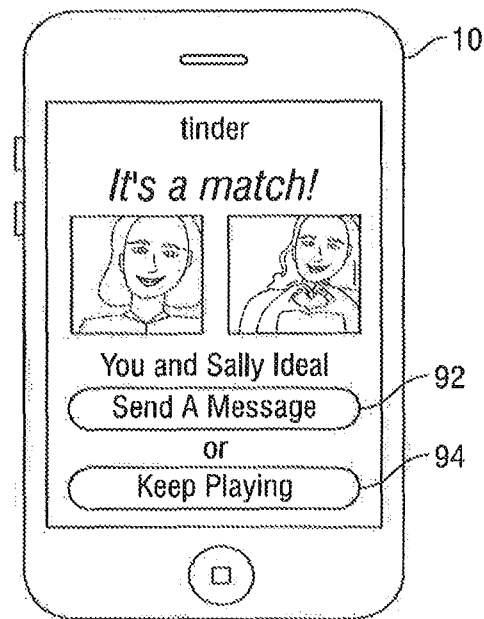 10
tinder
It's a match!
You and Sally Ideal
Send A Message
92
or
Keep Playing
94